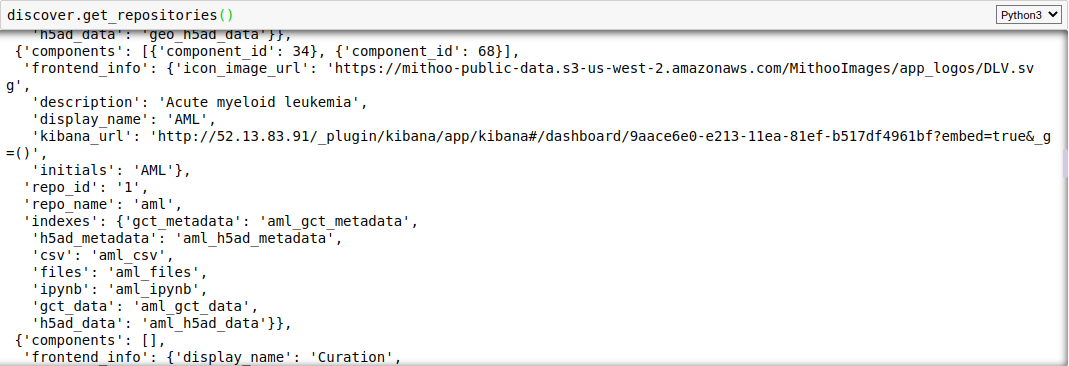 discover.get_repositories()
Python3
'h5ad_data': 'geo_h5ad_data'}},
{'components': [{'component_id': 34}, {'component_id': 68}],
'frontend_info': {'icon_image_url': 'https://mithoo-public-data.s3-us-west-2.amazonaws.com/MithooImages/app_logos/DLV.sv
g',
'description': 'Acute myeloid leukemia',
'display_name': 'AML',
'kibana_url': 'http://52.13.83.91/_plugin/kibana/app/kibana#/dashboard/9aace6e0-e213-11ea-81ef-b517df4961bf?embed=true&_g
=()',
'initials': 'AML'},
'repo_id': '1',
'repo_name': 'aml',
'indexes': {'gct_metadata': 'aml_gct_metadata',
'h5ad_metadata': 'aml_h5ad_metadata',
'csv': 'aml_csv',
'files': 'aml_files',
'ipynb': 'aml_ipynb',
'gct_data': 'aml_gct_data',
'h5ad_data': 'aml_h5ad_data'}},
{'components': [],
'frontend_info': {'display_name': 'Curation',